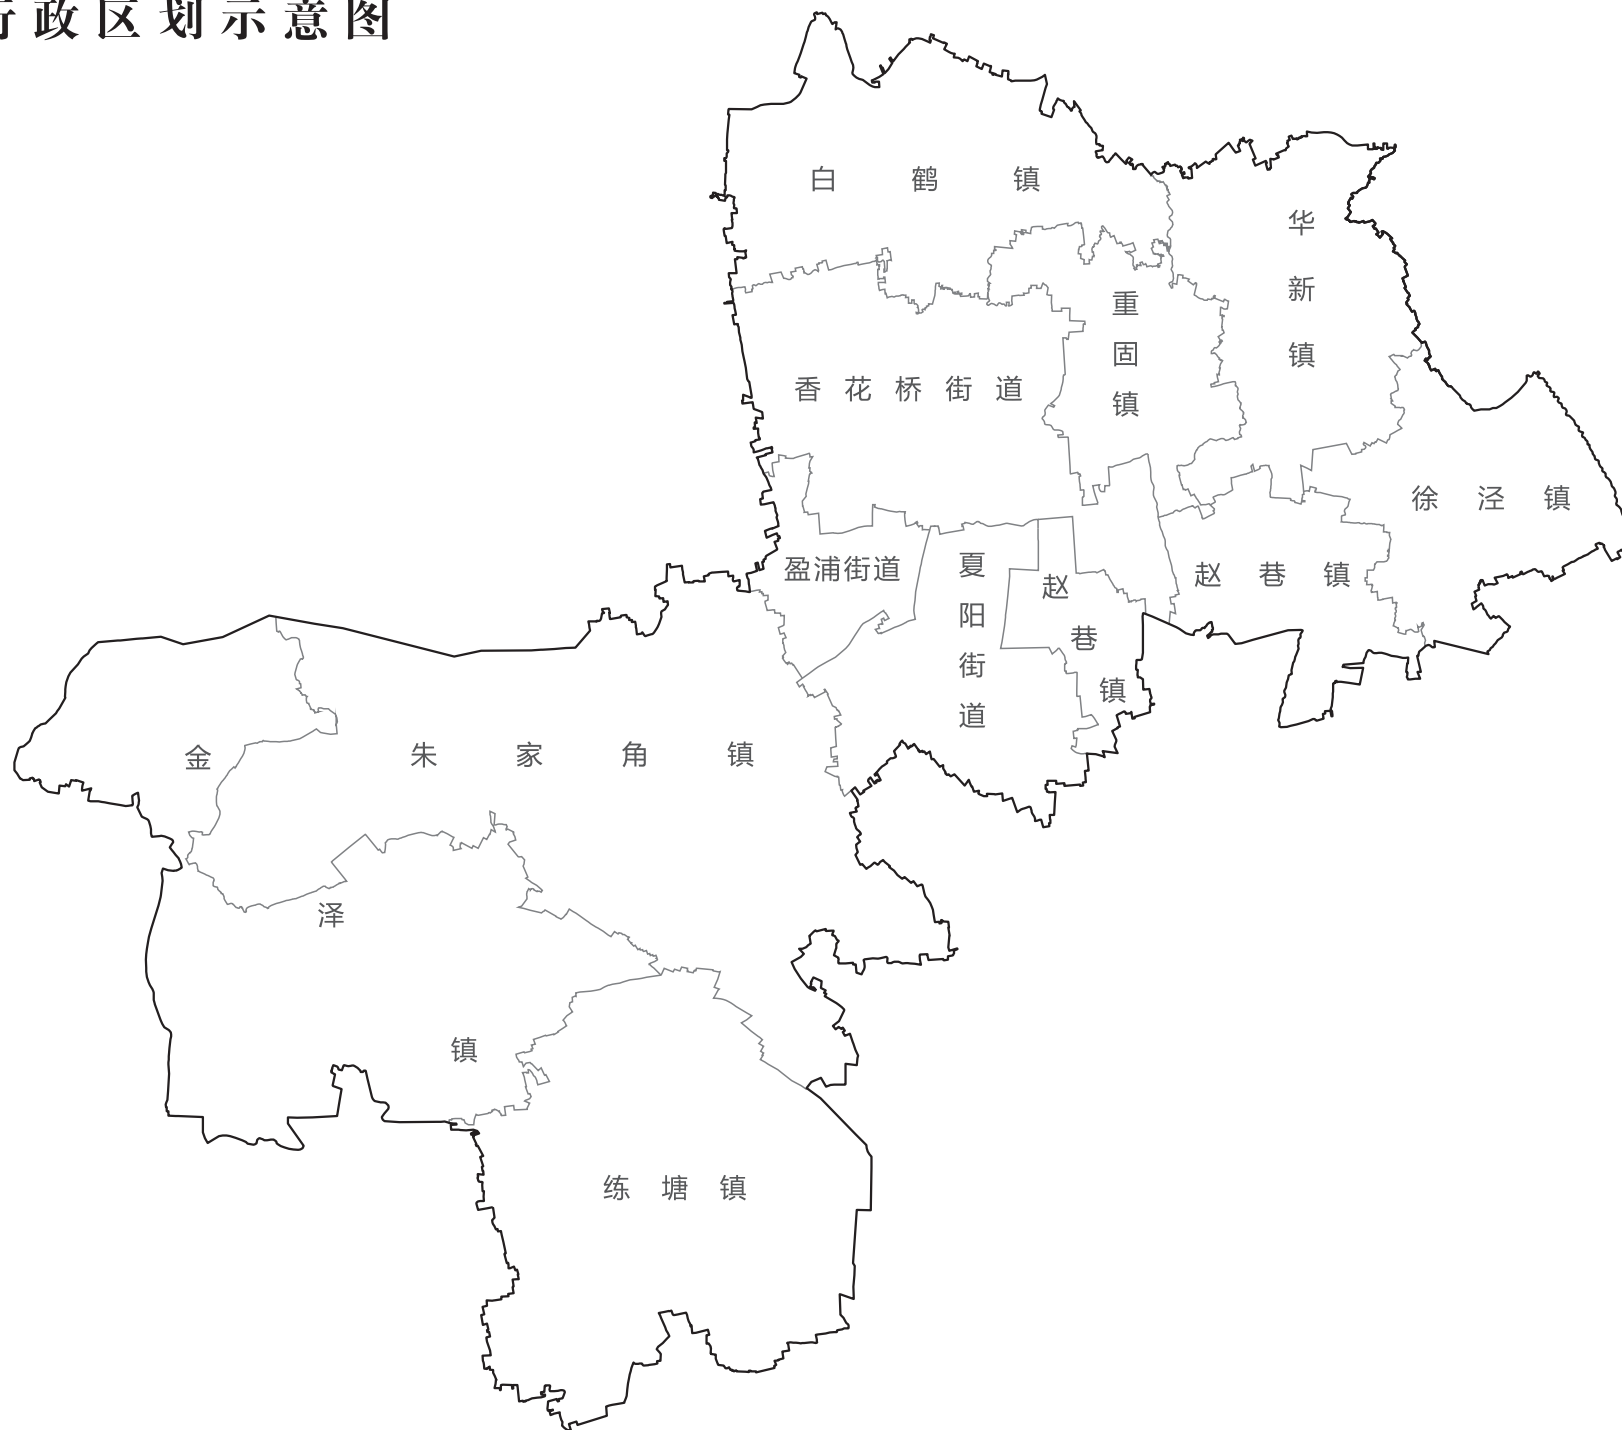 行政区划示意图
白鹤镇
华新镇
重固镇
香花桥街道
徐泾镇
盈浦街道
夏阳街道
赵巷镇
赵巷镇
金泽镇
朱家角镇
练塘镇